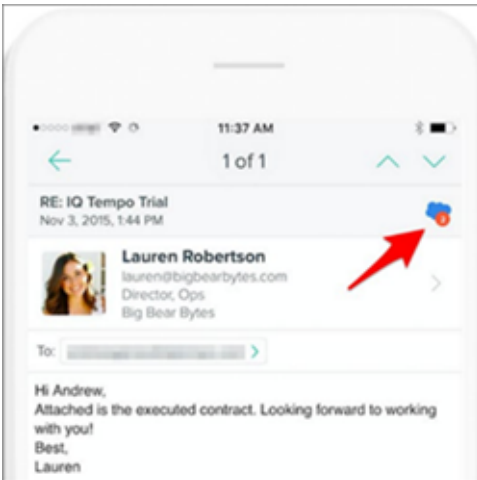 11:37 AM
1 of 1
RE: IQ Tempo Trial
Nov 3, 2015, 1:44 PM
Lauren Robertson
lauren@bigbearbytes.com
Director, Ops
Big Bear Bytes
To:
Hi Andrew,
Attached is the executed contract. Looking forward to working
with you!
Best,
Lauren